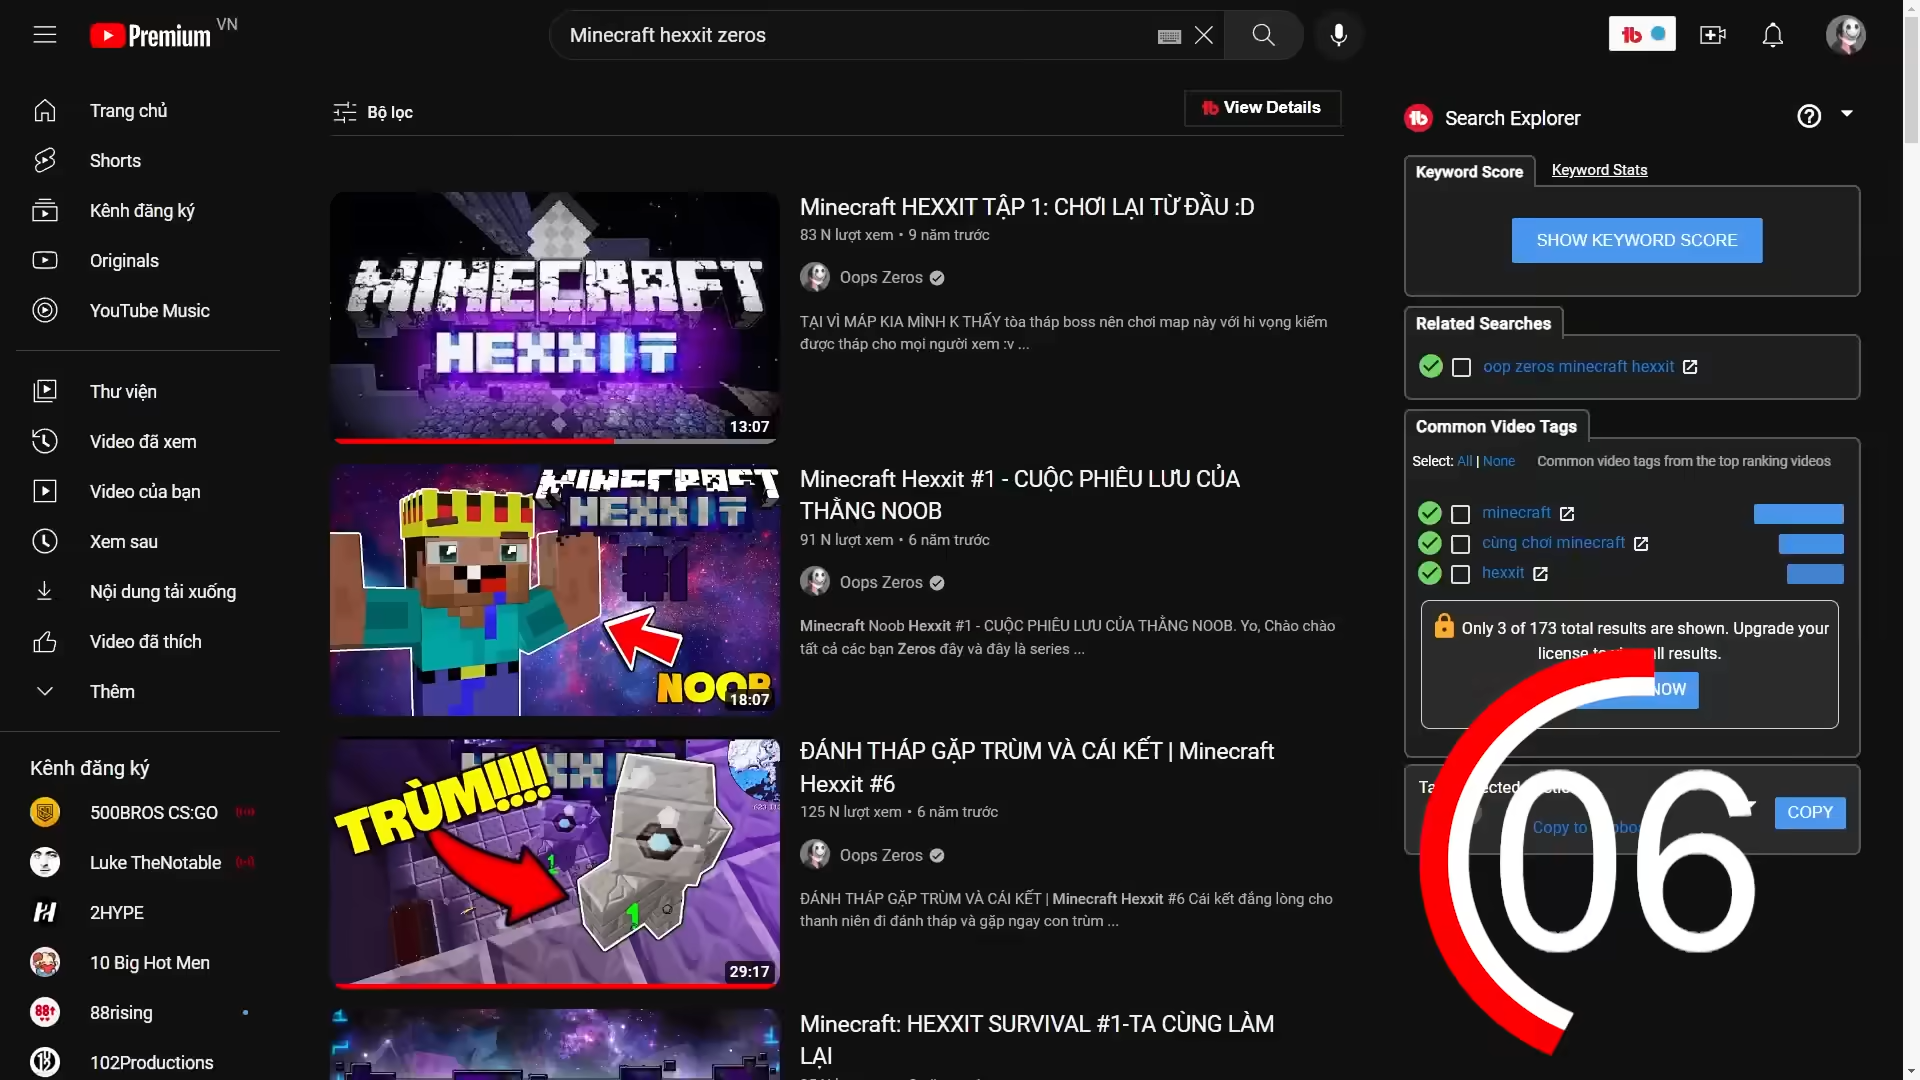 Premium VN
Minecraft hexxit zeros
Trang chủ
Shorts
Kênh đăng ký
Originals
YouTube Music
Thư viện
Video đã xem
Video của bạn
Xem sau
Nội dung tải xuống
Video đã thích
Thêm
Kênh đăng ký
500BROS CS:GO
Luke TheNotable
2HYPE
10 Big Hot Men
88rising
102Productions
Bộ lọc
View Details
MINECRAFT
HEXXIT
13:07
Minecraft HEXXIT TẬP 1: CHƠI LẠI TỪ ĐẦU :D
83 N lượt xem • 9 năm trước
Oops Zeros
TẠI VÌ MÁP KIA MÌNH K THẤY tòa tháp boss nên chơi map này với hi vọng kiếm
được tháp cho mọi người xem :v ...
MINECRAFT
HEXXIT
#1
NOOB
18:07
Minecraft Hexxit #1 - CUỘC PHIÊU LƯU CỦA
THẰNG NOOB
91 N lượt xem • 6 năm trước
Oops Zeros
Minecraft Noob Hexxit #1 - CUỘC PHIÊU LƯU CỦA THẰNG NOOB. Yo, Chào chào
tất cả các bạn Zeros đây và đây là series ...
TRÙM!!!!
1
1
29:17
ĐÁNH THÁP GẶP TRÙM VÀ CÁI KẾT | Minecraft
Hexxit #6
125 N lượt xem • 6 năm trước
Oops Zeros
ĐÁNH THÁP GẶP TRÙM VÀ CÁI KẾT | Minecraft Hexxit #6 Cái kết đắng lòng cho
thanh niên đi đánh tháp và gặp ngay con trùm ...
Minecraft: HEXXIT SURVIVAL #1-TA CÙNG LÀM
LẠI
Search Explorer
Keyword Score
Keyword Stats
SHOW KEYWORD SCORE
Related Searches
oop zeros minecraft hexxit
Common Video Tags
Select: All | None Common video tags from the top ranking videos
minecraft
cùng chơi minecraft
hexxit
Only 3 of 173 total results are shown. Upgrade your
license to all results.
NOW
Copy to
COPY
06